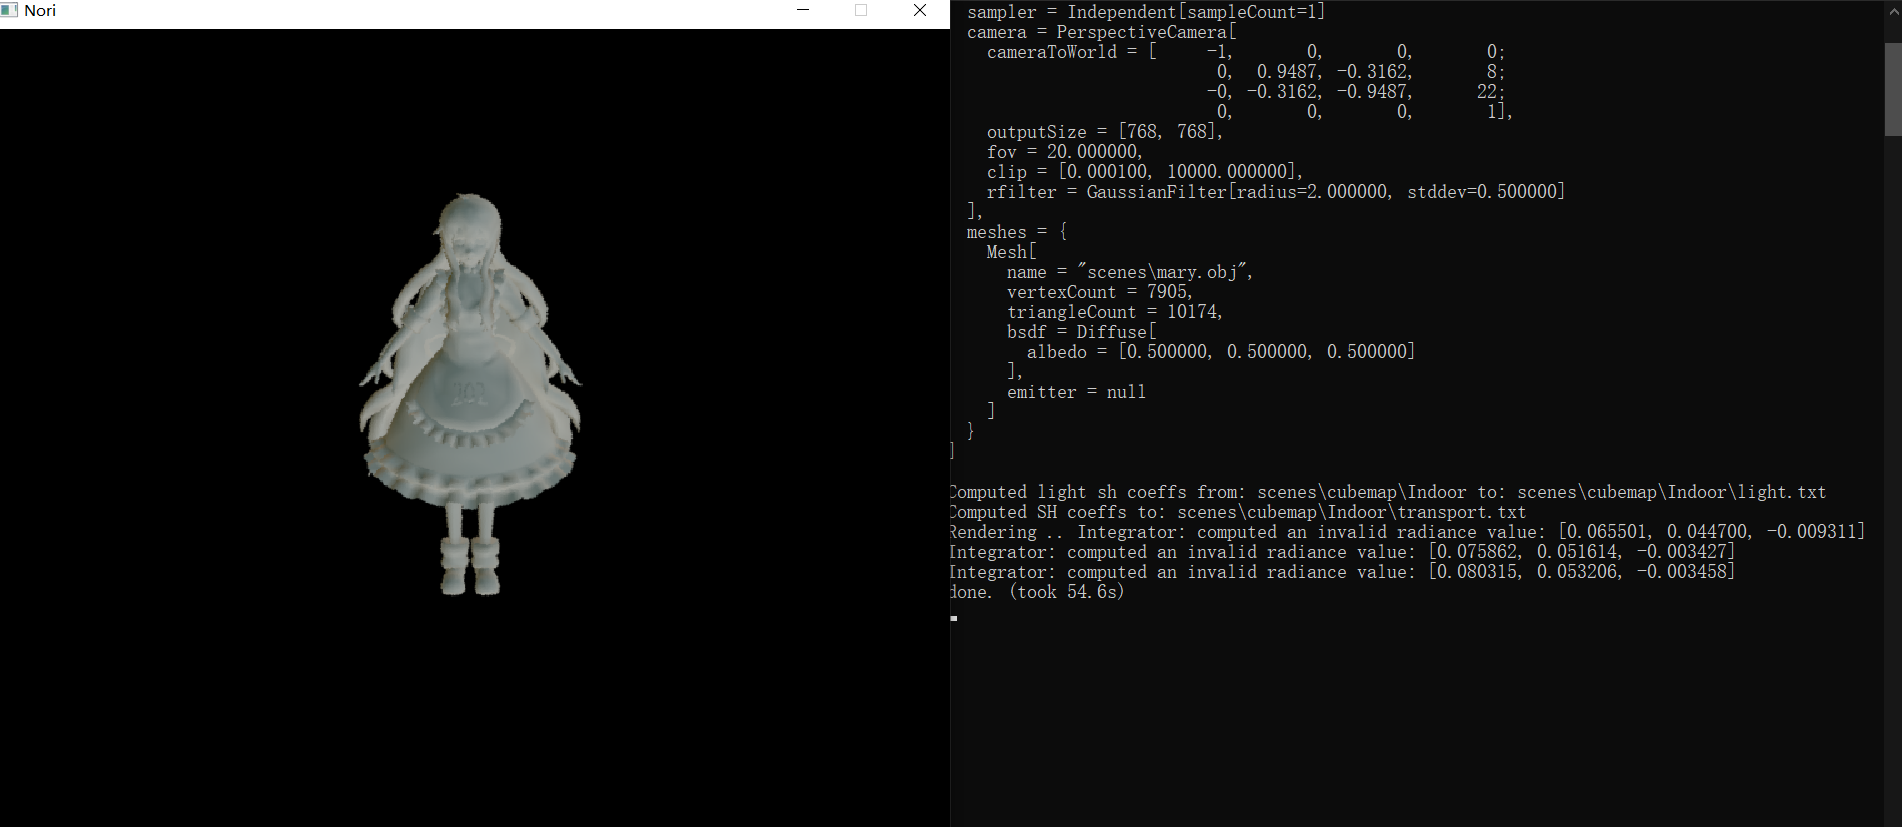 Nori
sampler = Independent[sampleCount=1]
camera = PerspectiveCamera[
cameraToWorld = [ -1, 0, 0, 0;
0, 0.9487, -0.3162, 8;
-0, -0.3162, -0.9487, 22;
0, 0, 0, 1],
outputSize = [768, 768],
fov = 20.000000,
clip = [0.000100, 10000.000000],
rfilter = GaussianFilter[radius=2.000000, stddev=0.500000]
],
meshes = {
Mesh[
name = "scenes\mary.obj",
vertexCount = 7905,
triangleCount = 10174,
bsdf = Diffuse[
albedo = [0.500000, 0.500000, 0.500000]
],
emitter = null
]
}
]
Computed light sh coeffs from: scenes\cubemap\Indoor to: scenes\cubemap\Indoor\light.txt
Computed SH coeffs to: scenes\cubemap\Indoor\transport.txt
Rendering .. Integrator: computed an invalid radiance value: [0.065501, 0.044700, -0.009311]
Integrator: computed an invalid radiance value: [0.075862, 0.051614, -0.003427]
Integrator: computed an invalid radiance value: [0.080315, 0.053206, -0.003458]
done. (took 54.6s)